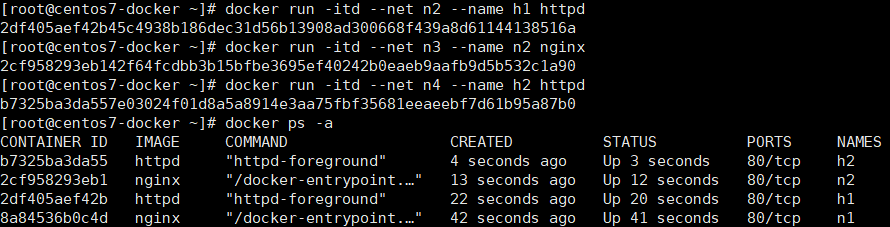 [root@centos7-docker ~]# docker run -itd --net n2 --name h1 httpd
2df405aef42b45c4938b186dec31d56b13908ad300668f439a8d61144138516a
[root@centos7-docker ~]# docker run -itd --net n3 --name n2 nginx
2cf958293eb142f64fcdbb3b15bfbe3695ef40242b0eaeb9aafb9d5b532c1a90
[root@centos7-docker ~]# docker run -itd --net n4 --name h2 httpd
b7325ba3da557e03024f01d8a5a8914e3aa75fbf35681eeaeebf7d61b95a87b0
[root@centos7-docker ~]# docker ps -a
CONTAINER ID   IMAGE     COMMAND                  CREATED          STATUS          PORTS     NAMES
b7325ba3da55   httpd     "httpd-foreground"       4 seconds ago    Up 3 seconds    80/tcp    h2
2cf958293eb1   nginx     "/docker-entrypoint.…"   13 seconds ago   Up 12 seconds   80/tcp    n2
2df405aef42b   httpd     "httpd-foreground"       22 seconds ago   Up 20 seconds   80/tcp    h1
8a84536b0c4d   nginx     "/docker-entrypoint.…"   42 seconds ago   Up 41 seconds   80/tcp    n1